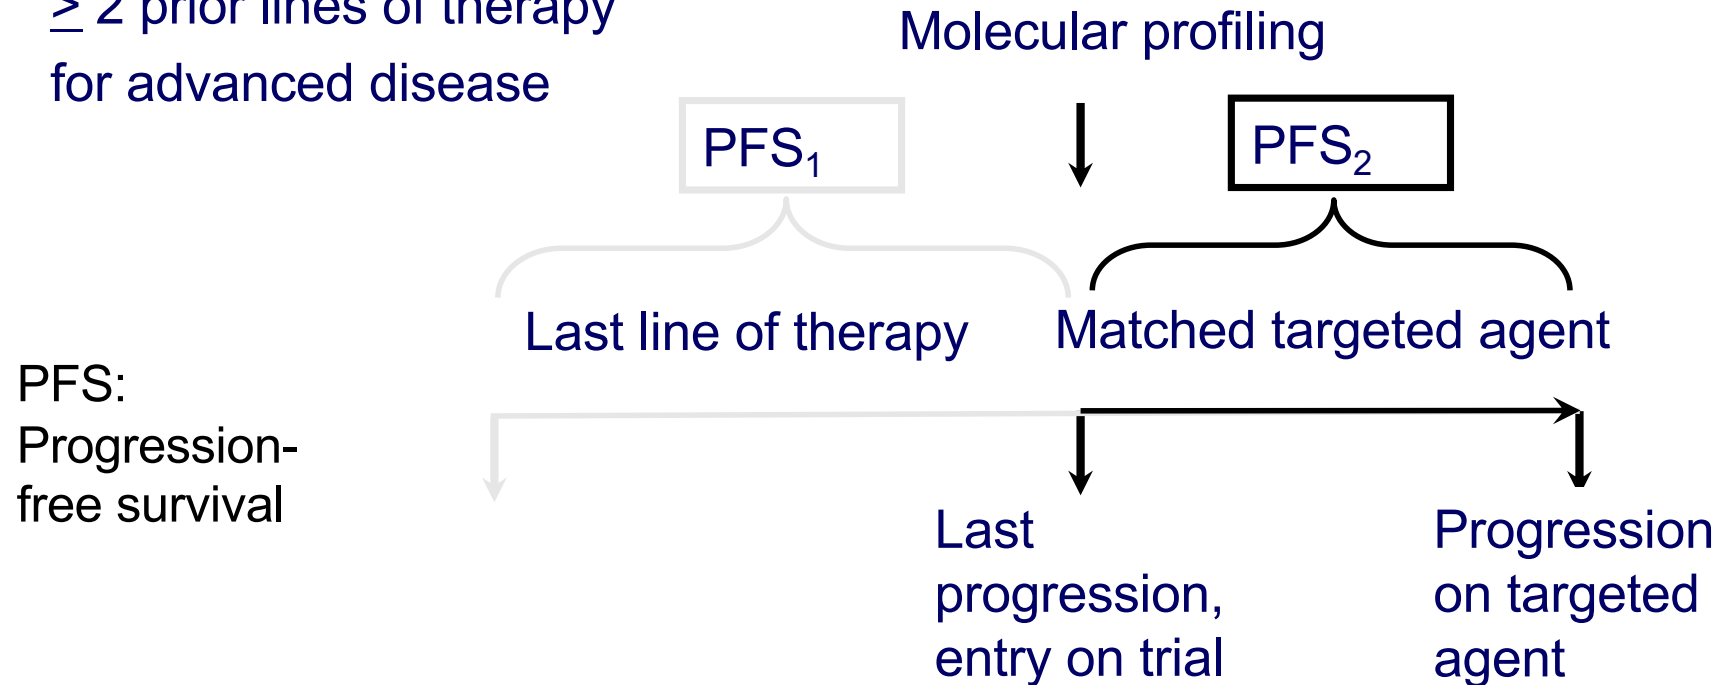 ≥ 2 prior lines of therapy
for advanced disease
Molecular profiling
PFS₁
PFS₂
Last line of therapy
Matched targeted agent
PFS:
Progression-
free survival
Last
progression,
entry on trial
Progression
on targeted
agent